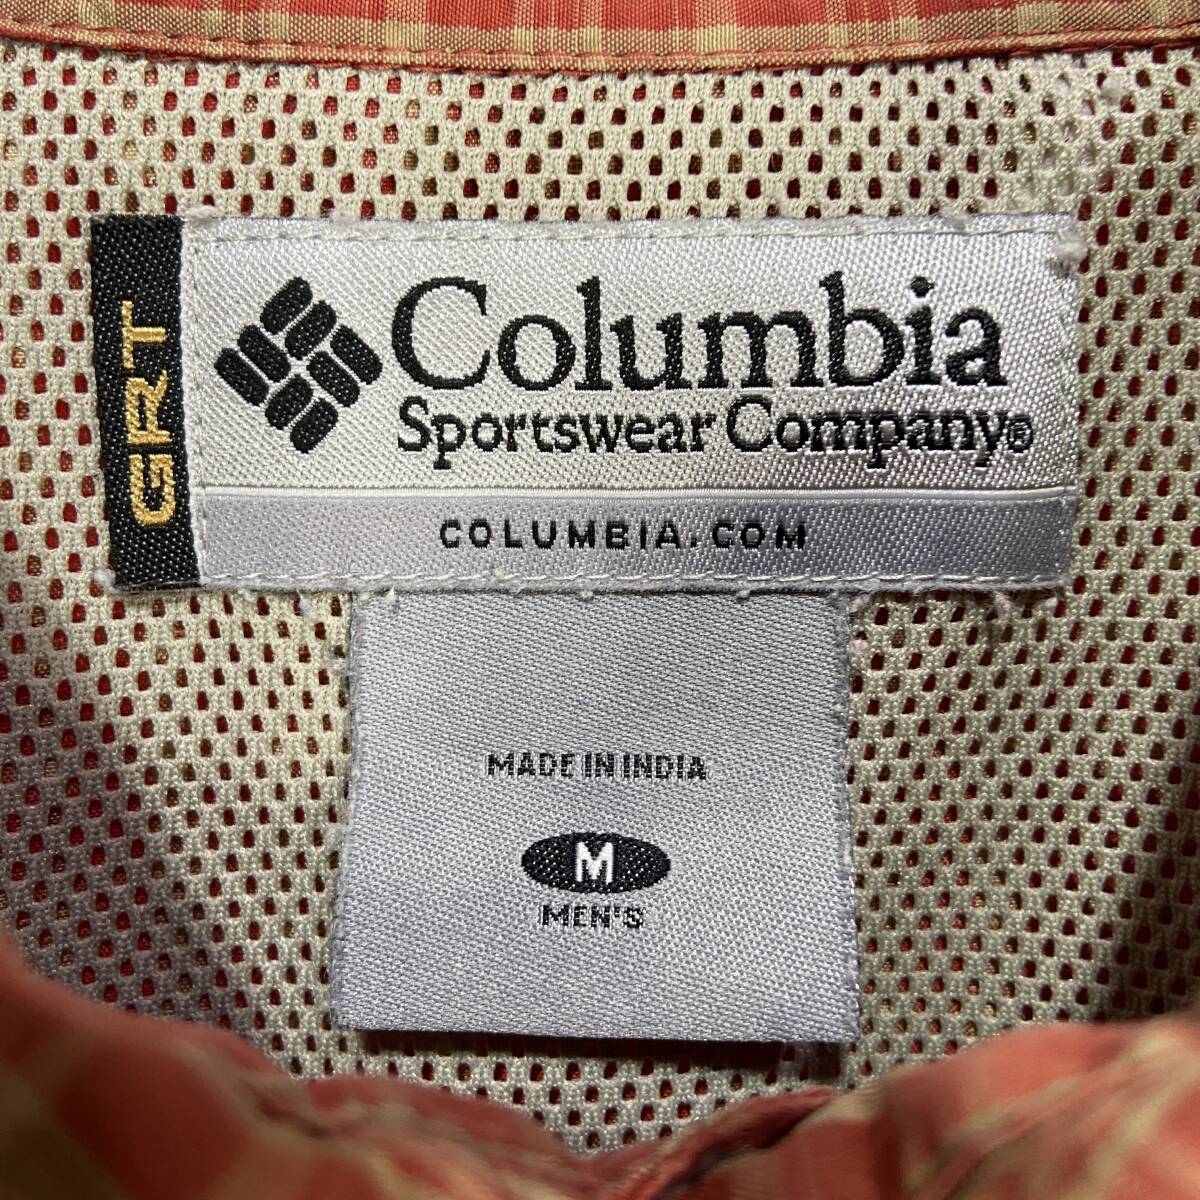 GRT
Columbia
Sportswear Company®
COLUMBIA.COM
MADE IN INDIA
M
MEN'S